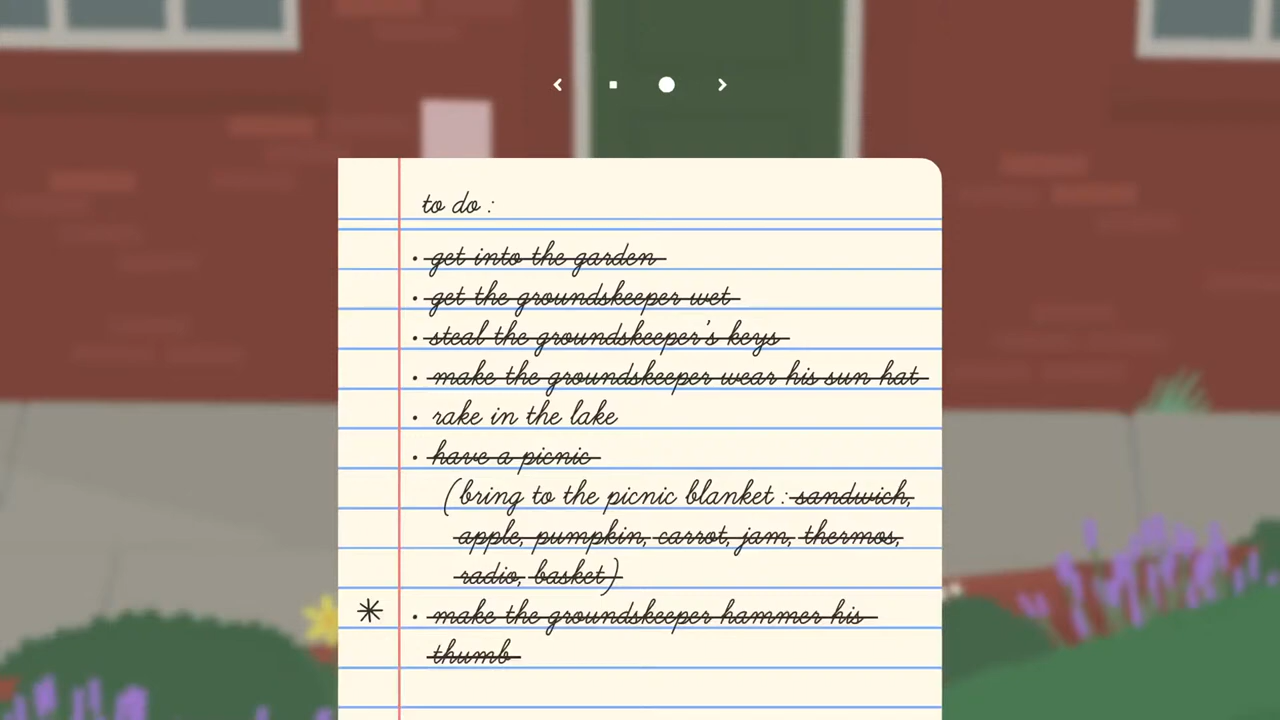 to do :
• get into the garden
• get the groundskeeper wet
• steal the groundskeeper's keys
• make the groundskeeper wear his sun hat
• rake in the lake
• have a picnic
(bring to the picnic blanket : sandwich,
apple, pumpkin, carrot, jam, thermos,
radio, basket)
• make the groundskeeper hammer his
thumb